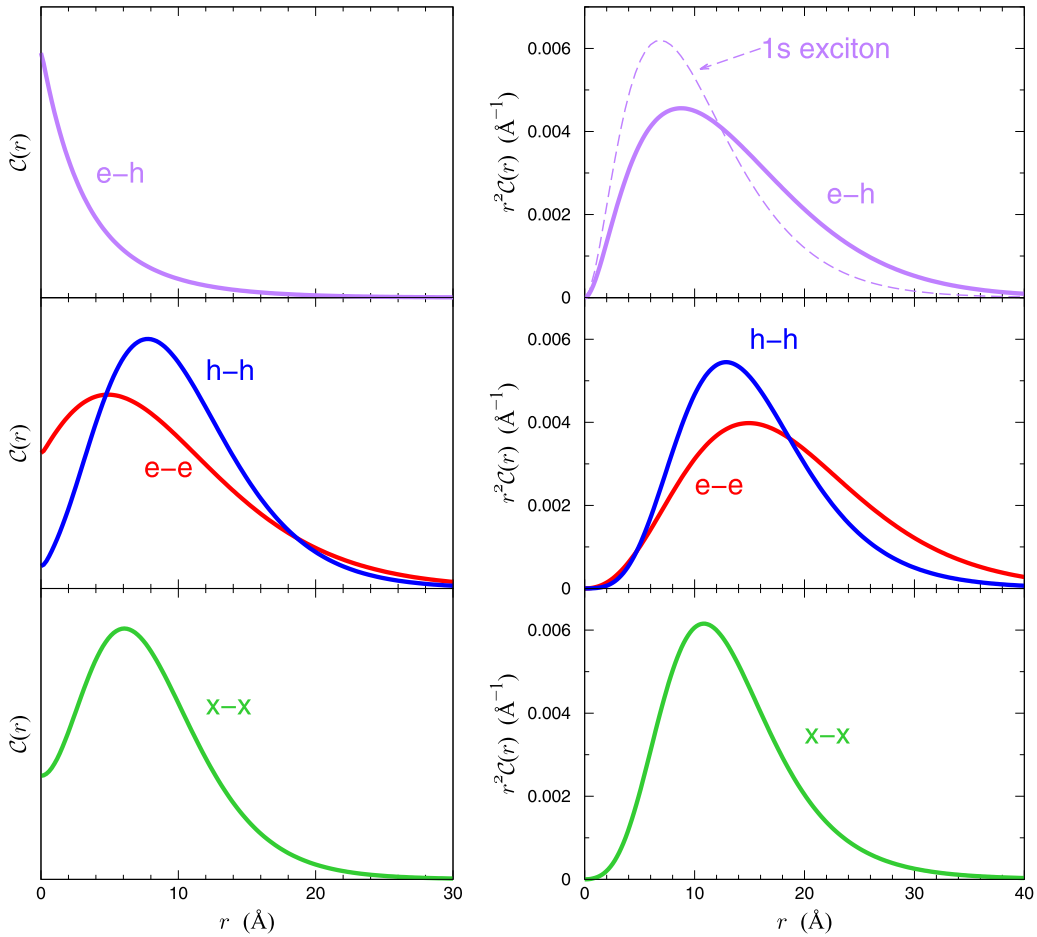 C(r)
e–h
r²C(r) (Å⁻¹)
0.006
0.004
0.002
0
1s exciton
e–h
C(r)
h–h
e–e
r²C(r) (Å⁻¹)
0.006
0.004
0.002
0
h–h
e–e
C(r)
x–x
0 10 20 30
r (Å)
r²C(r) (Å⁻¹)
0.006
0.004
0.002
0
x–x
0 10 20 30 40
r (Å)